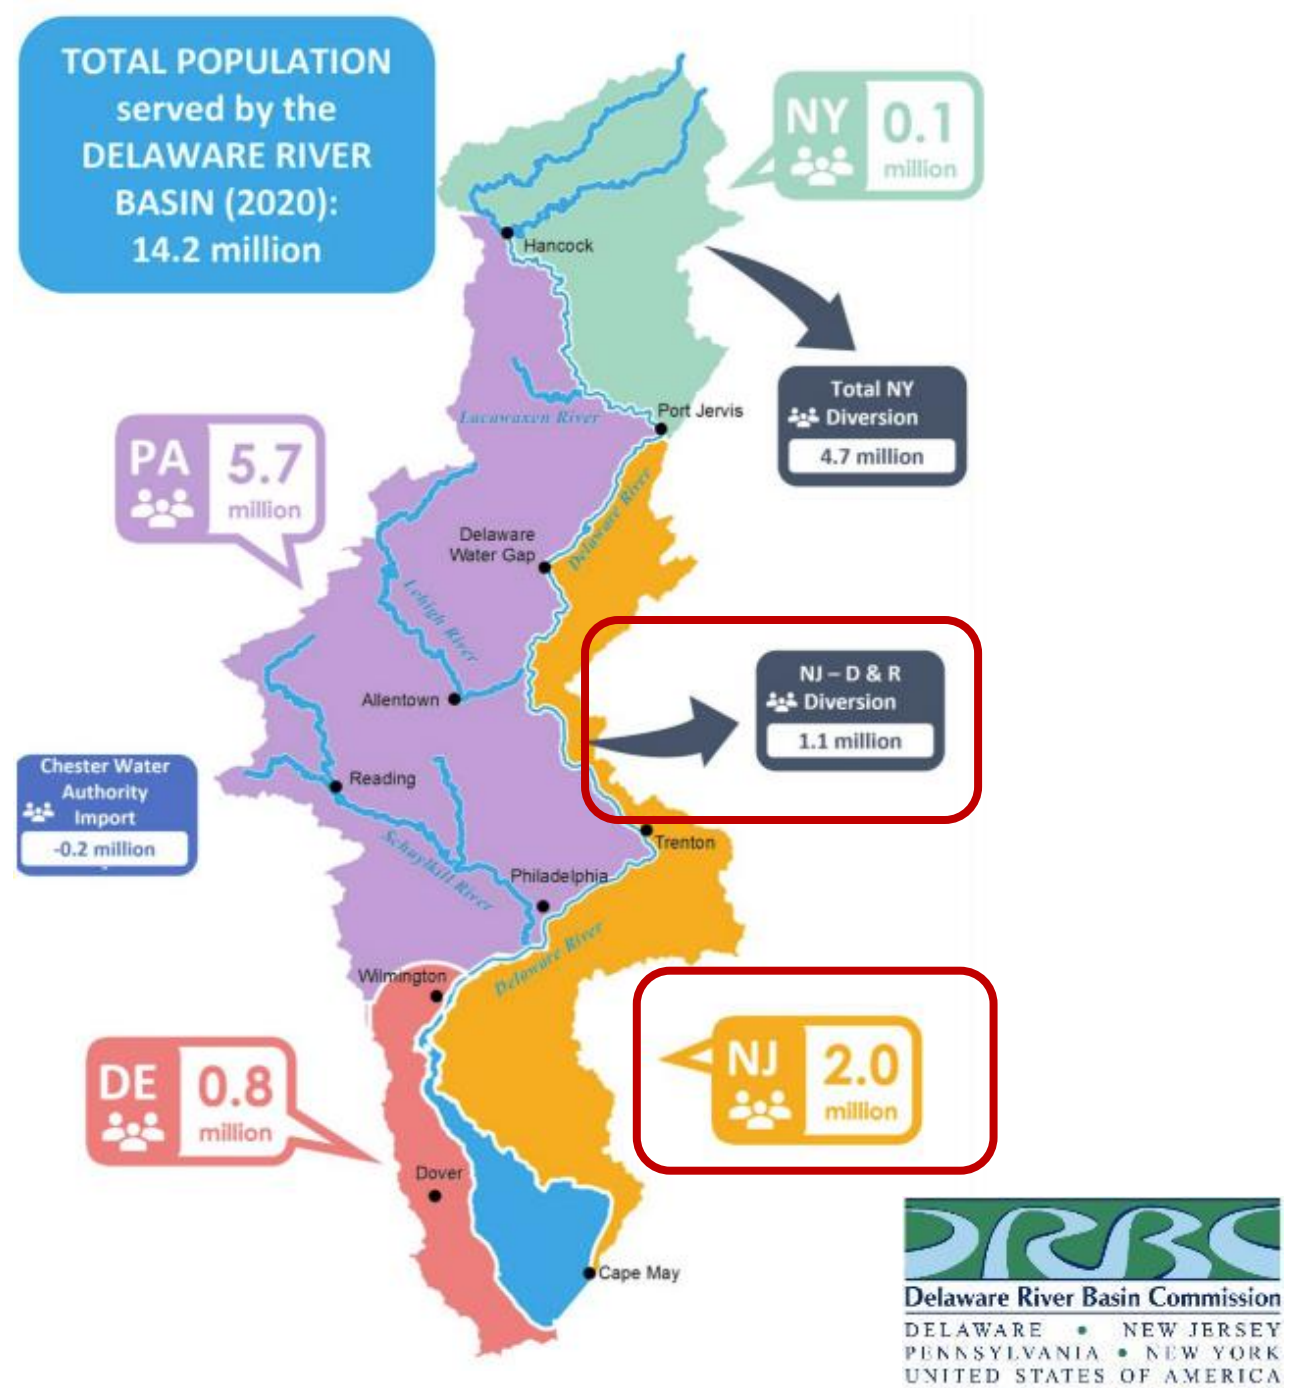 TOTAL POPULATION
served by the
DELAWARE RIVER
BASIN (2020):
14.2 million
NY
0.1
million
Hancock
Total NY
Diversion
4.7 million
Port Jervis
Lacawaxen River
PA
5.7
million
Delaware River
Delaware
Water Gap
Lehigh River
NJ – D & R
Diversion
1.1 million
Allentown
Chester Water
Authority
Import
-0.2 million
Reading
Trenton
Schuylkill River
Philadelphia
Delaware River
Wilmington
DE
0.8
million
NJ
2.0
million
Dover
Cape May
DRBC
Delaware River Basin Commission
DELAWARE • NEW JERSEY
PENNSYLVANIA • NEW YORK
UNITED STATES OF AMERICA